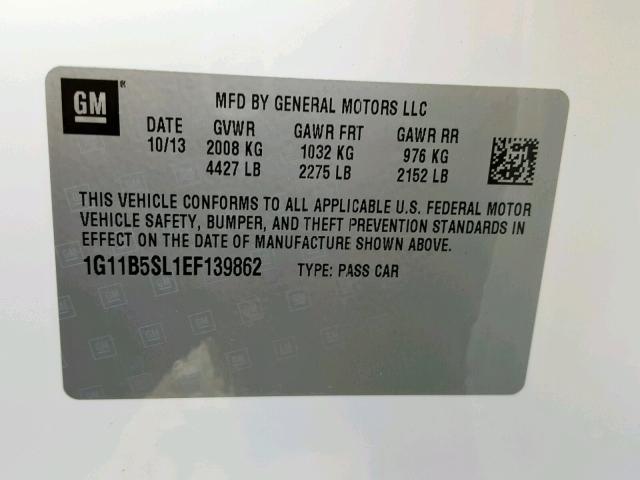 GM ® MFD BY GENERAL MOTORS LLC
DATE GVWR GAWR FRT GAWR RR
10/13 2008 KG 1032 KG 976 KG
4427 LB 2275 LB 2152 LB
THIS VEHICLE CONFORMS TO ALL APPLICABLE U.S. FEDERAL MOTOR
VEHICLE SAFETY, BUMPER, AND THEFT PREVENTION STANDARDS IN
EFFECT ON THE DATE OF MANUFACTURE SHOWN ABOVE.
1G11B5SL1EF139862 TYPE: PASS CAR